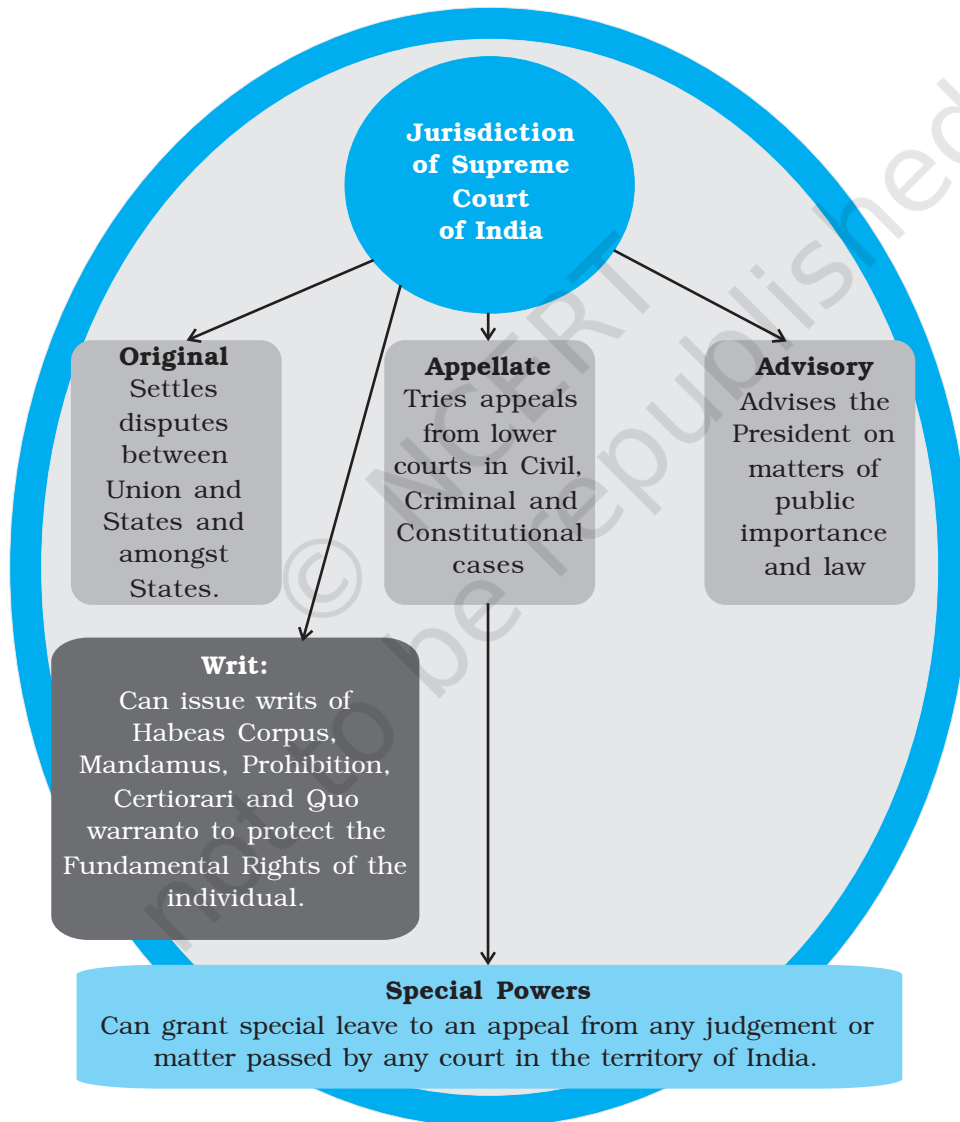 Jurisdiction
of Supreme
Court
of India
Original
Settles
disputes
between
Union and
States and
amongst
States.
Appellate
Tries appeals
from lower
courts in Civil,
Criminal and
Constitutional
cases
Advisory
Advises the
President on
matters of
public
importance
and law
Writ:
Can issue writs of
Habeas Corpus,
Mandamus, Prohibition,
Certiorari and Quo
warranto to protect the
Fundamental Rights of the
individual.
Special Powers
Can grant special leave to an appeal from any judgement or
matter passed by any court in the territory of India.
© NCERT
not to be republished